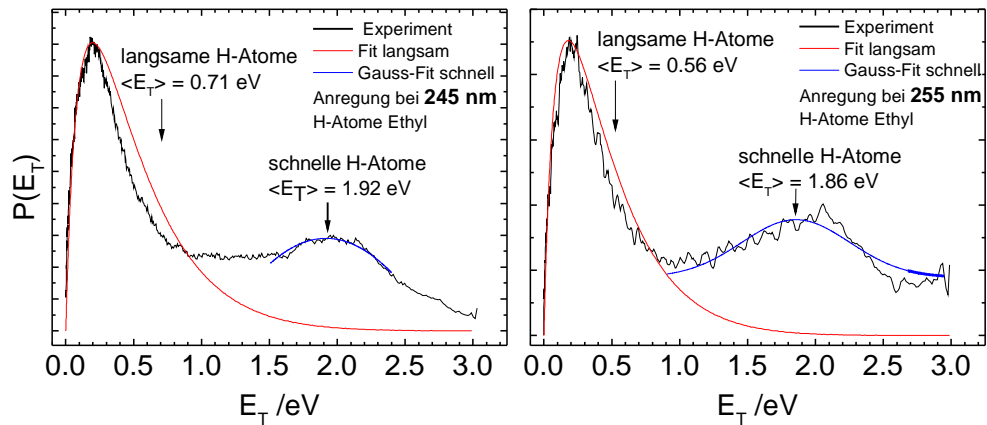 P(E_T)
langsame H-Atome
<E_T> = 0.71 eV
Experiment
Fit langsam
Gauss-Fit schnell
Anregung bei 245 nm
H-Atome Ethyl
schnelle H-Atome
<E_T> = 1.92 eV
0.0 0.5 1.0 1.5 2.0 2.5 3.0
E_T /eV
langsame H-Atome
<E_T> = 0.56 eV
Experiment
Fit langsam
Gauss-Fit schnell
Anregung bei 255 nm
H-Atome Ethyl
schnelle H-Atome
<E_T> = 1.86 eV
0.0 0.5 1.0 1.5 2.0 2.5 3.0
E_T /eV